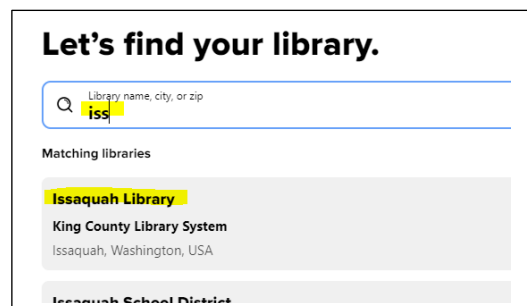 Let's find your library.
Library name, city, or zip
iss
Matching libraries
Issaquah Library
King County Library System
Issaquah, Washington, USA
Issaquah School District